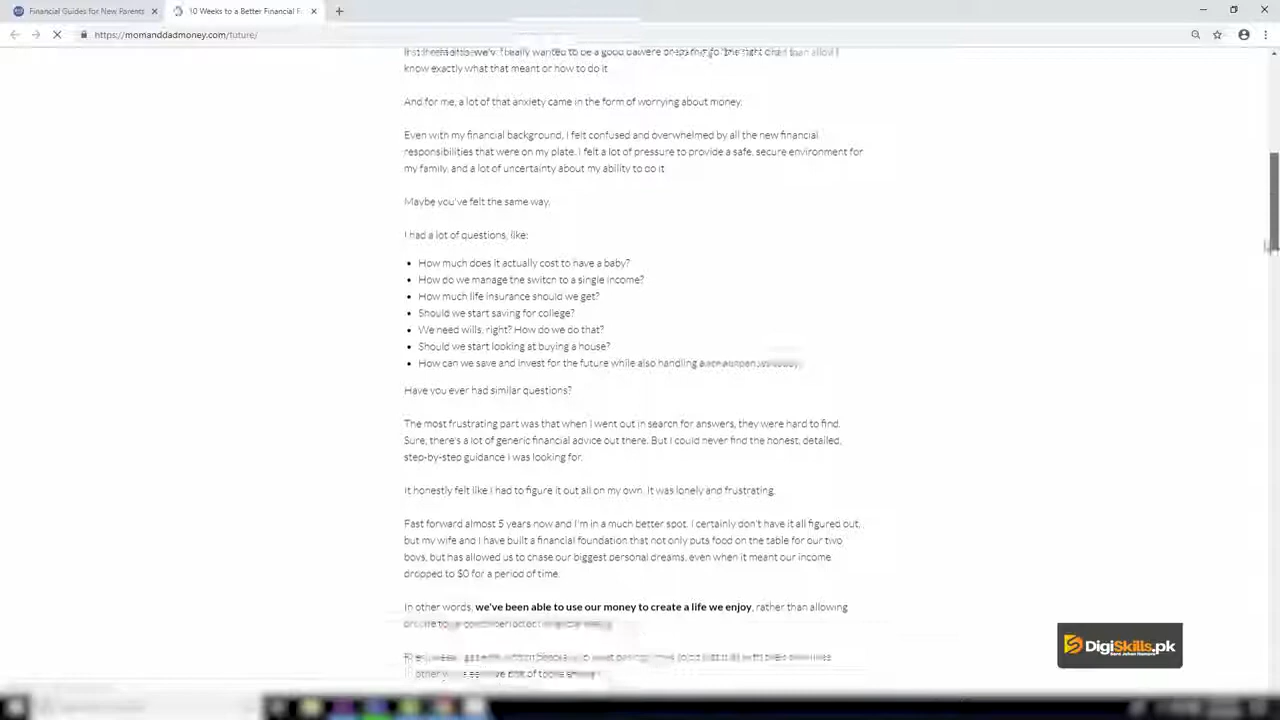 Financial Guides for New Parents
10 Weeks to a Better Financial F
https://momanddadmoney.com/future/
know exactly what that meant or how to do it
And for me, a lot of that anxiety came in the form of worrying about money.
Even with my financial background, I felt confused and overwhelmed by all the new financial
responsibilities that were on my plate. I felt a lot of pressure to provide a safe, secure environment for
my family, and a lot of uncertainty about my ability to do it
Maybe you've felt the same way.
I had a lot of questions, like:
• How much does it actually cost to have a baby?
• How do we manage the switch to a single income?
• How much life insurance should we get?
• Should we start saving for college?
• We need wills, right? How do we do that?
• Should we start looking at buying a house?
• How can we save and invest for the future while also handling
Have you ever had similar questions?
The most frustrating part was that when I went out in search for answers, they were hard to find.
Sure, there's a lot of generic financial advice out there. But I could never find the honest, detailed,
step-by-step guidance I was looking for.
It honestly felt like I had to figure it out all on my own. It was lonely and frustrating.
Fast forward almost 5 years now and I'm in a much better spot. I certainly don't have it all figured out,
but my wife and I have built a financial foundation that not only puts food on the table for our two
boys, but has allowed us to chase our biggest personal dreams, even when it meant our income
dropped to $0 for a period of time.
In other words, we've been able to use our money to create a life we enjoy, rather than allowing
DigiSkills.pk